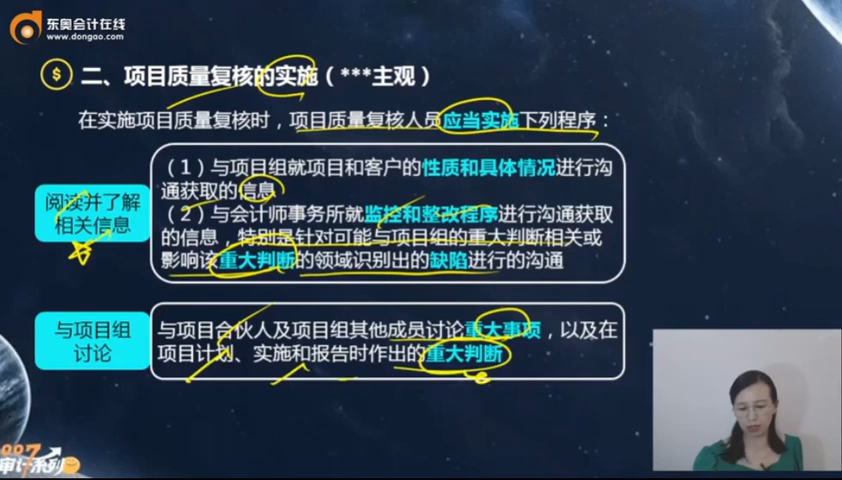 东奥会计在线
www.dongao.com
$ 二、项目质量复核的实施（***主观）
在实施项目质量复核时，项目质量复核人员应当实施下列程序：
阅读并了解
相关信息
（1）与项目组就项目和客户的性质和具体情况进行沟
通获取的信息
（2）与会计师事务所就监控和整改程序进行沟通获取
的信息，特别是针对可能与项目组的重大判断相关或
影响该重大判断的领域识别出的缺陷进行的沟通
与项目组
讨论
与项目合伙人及项目组其他成员讨论重大事项，以及在
项目计划、实施和报告时作出的重大判断
007
审计系列